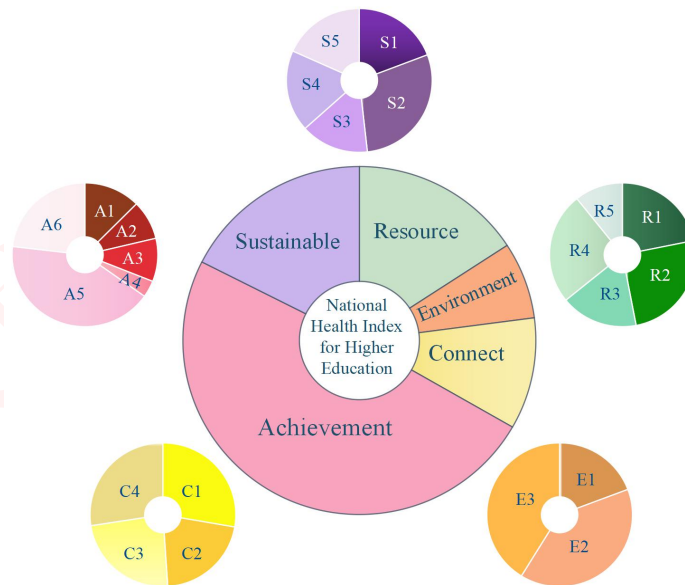 S5
S1
S4
S2
S3
A6
A1
A2
A3
A4
A5
Sustainable
Resource
Environment
Connect
Achievement
National
Health Index
for Higher
Education
R5
R1
R4
R2
R3
C4
C1
C3
C2
E3
E1
E2